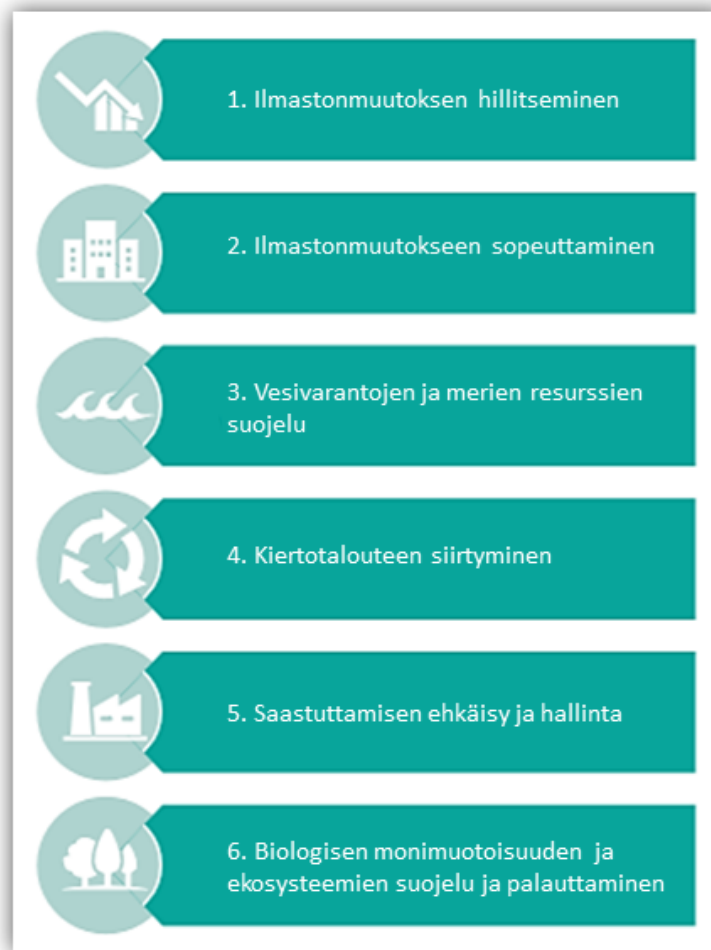 1. Ilmastonmuutoksen hillitseminen
2. Ilmastonmuutokseen sopeuttaminen
3. Vesivarantojen ja merien resurssien
suojelu
4. Kiertotalouteen siirtyminen
5. Saastuttamisen ehkäisy ja hallinta
6. Biologisen monimuotoisuuden ja
ekosysteemien suojelu ja palauttaminen